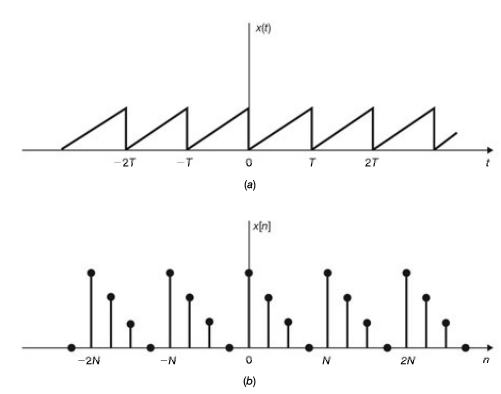 x(t)
−2T −T 0 T 2T t
(a)
x[n]
−2N −N 0 N 2N n
(b)